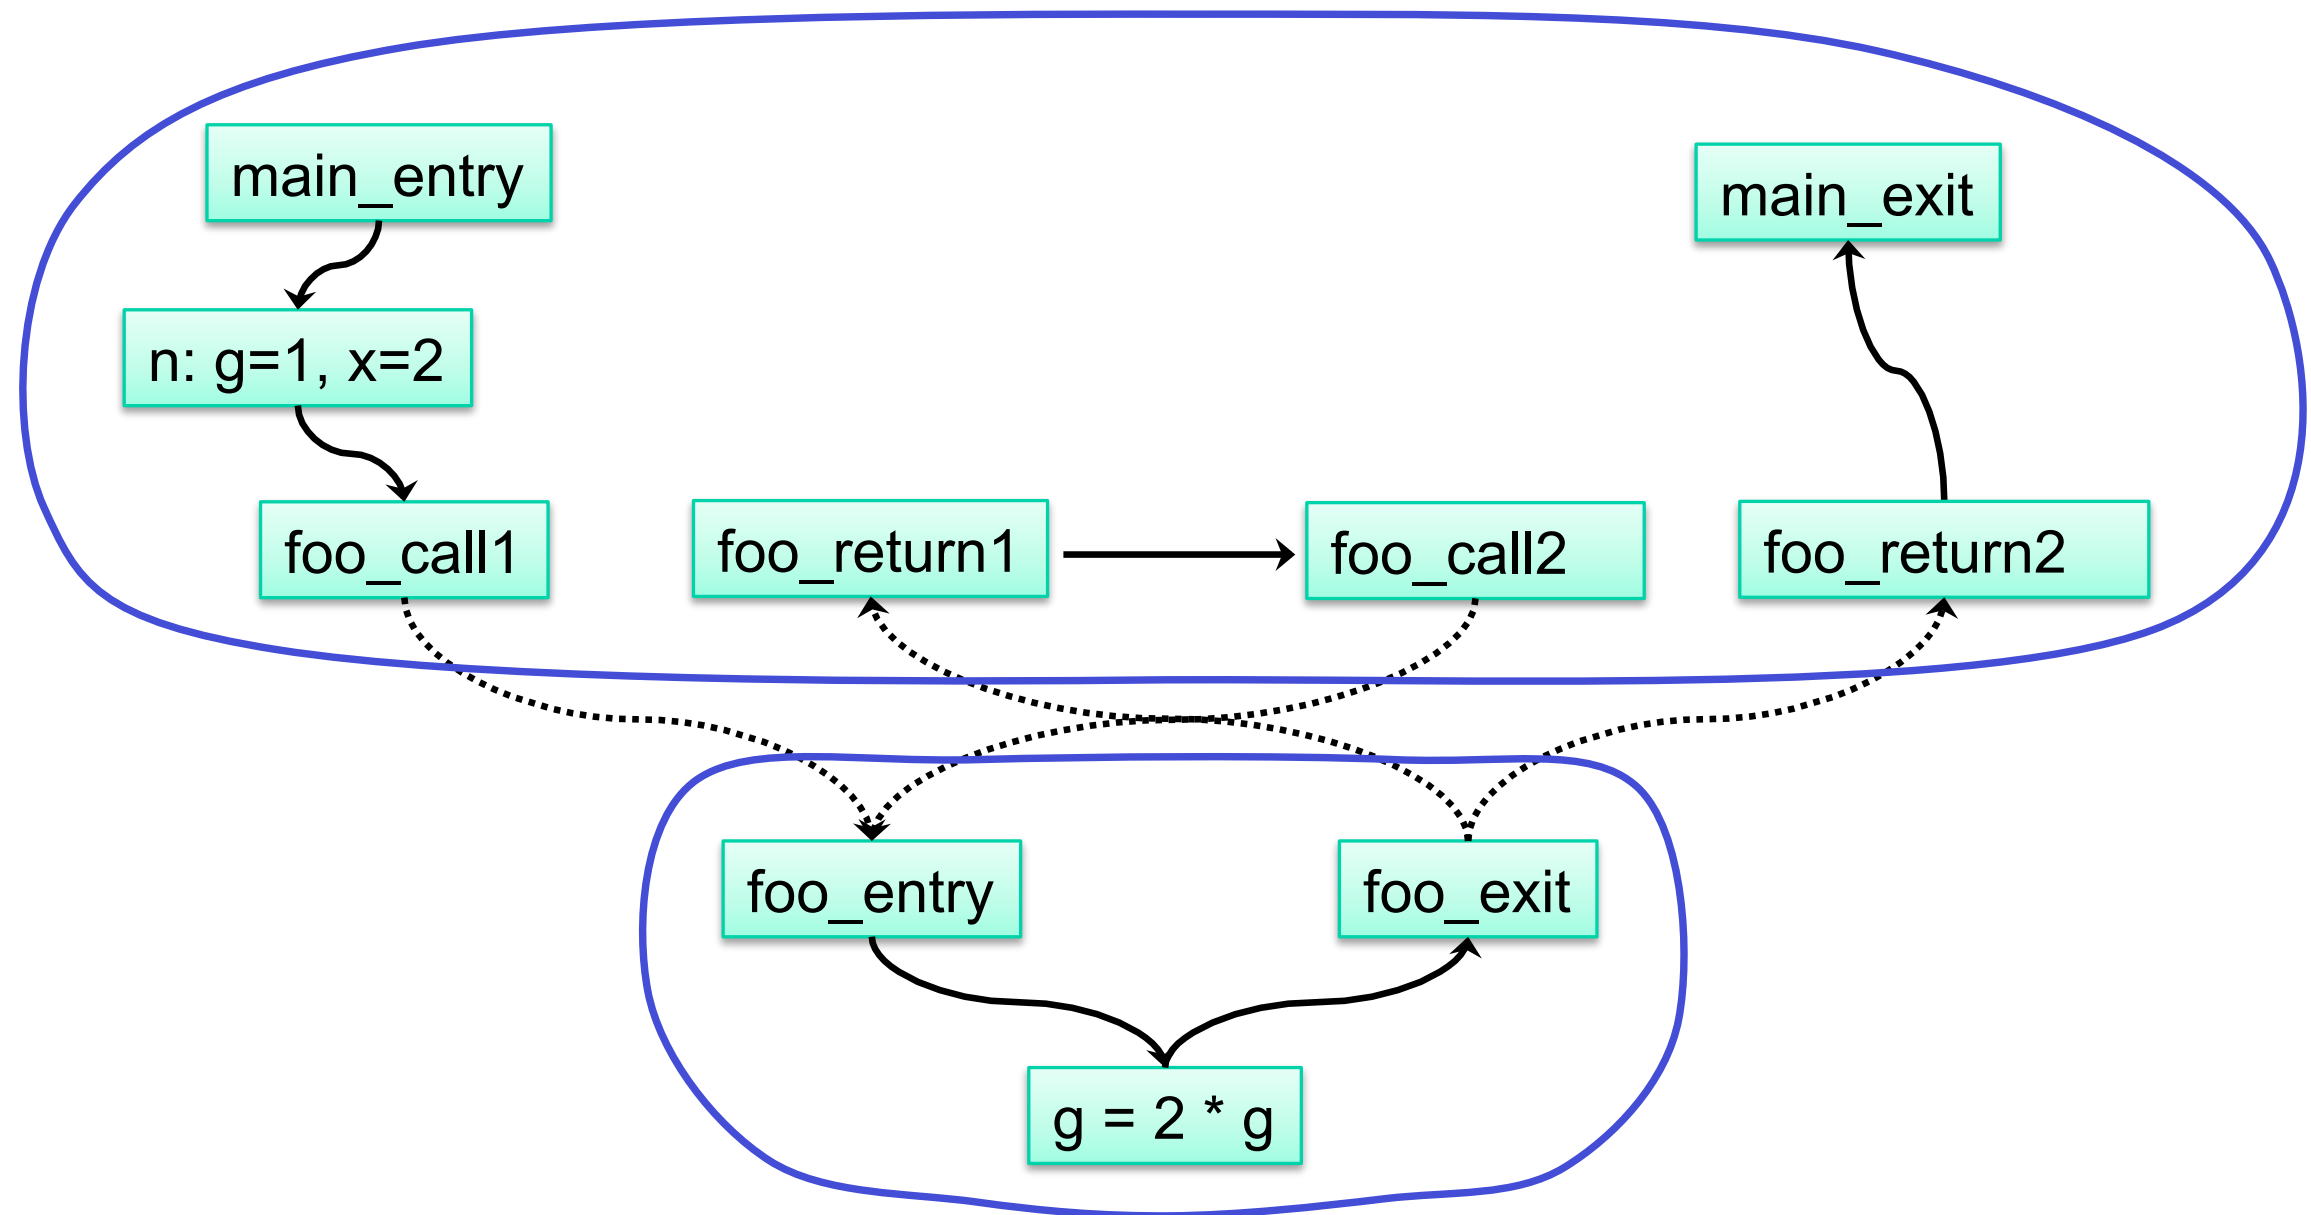 main_entry
main_exit
n: g=1, x=2
foo_call1
foo_return1
foo_call2
foo_return2
foo_entry
foo_exit
g = 2 * g